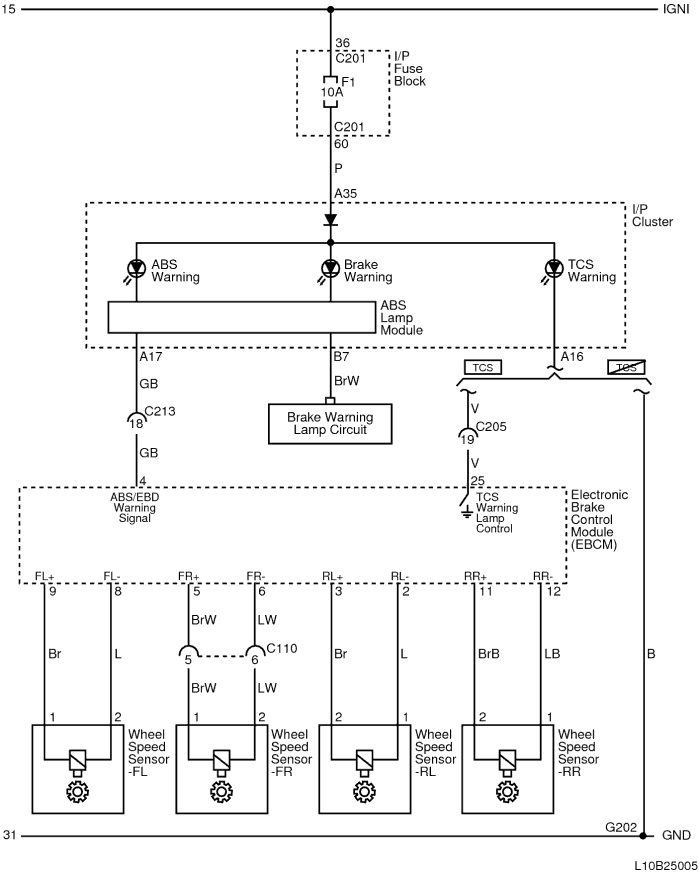 15 IGNI
36
C201
I/P
Fuse
Block
F1
10A
C201
60
P
A35
I/P
Cluster
ABS
Warning
Brake
Warning
TCS
Warning
ABS
Lamp
Module
A17 B7 A16
TCS TCS
GB BrW
C213
18
Brake Warning
Lamp Circuit
V
C205
19
GB V
4 25
ABS/EBD
Warning
Signal
TCS
Warning
Lamp
Control
Electronic
Brake
Control
Module
(EBCM)
FL+ FL- FR+ FR- RL+ RL- RR+ RR-
9 8 5 6 3 2 11 12
BrW LW
Br L 5 6 C110 Br L BrB LB B
BrW LW
1 2 1 2 2 1 2 1
Wheel
Speed
Sensor
-FL
Wheel
Speed
Sensor
-FR
Wheel
Speed
Sensor
-RL
Wheel
Speed
Sensor
-RR
G202
31 GND
L10B25005